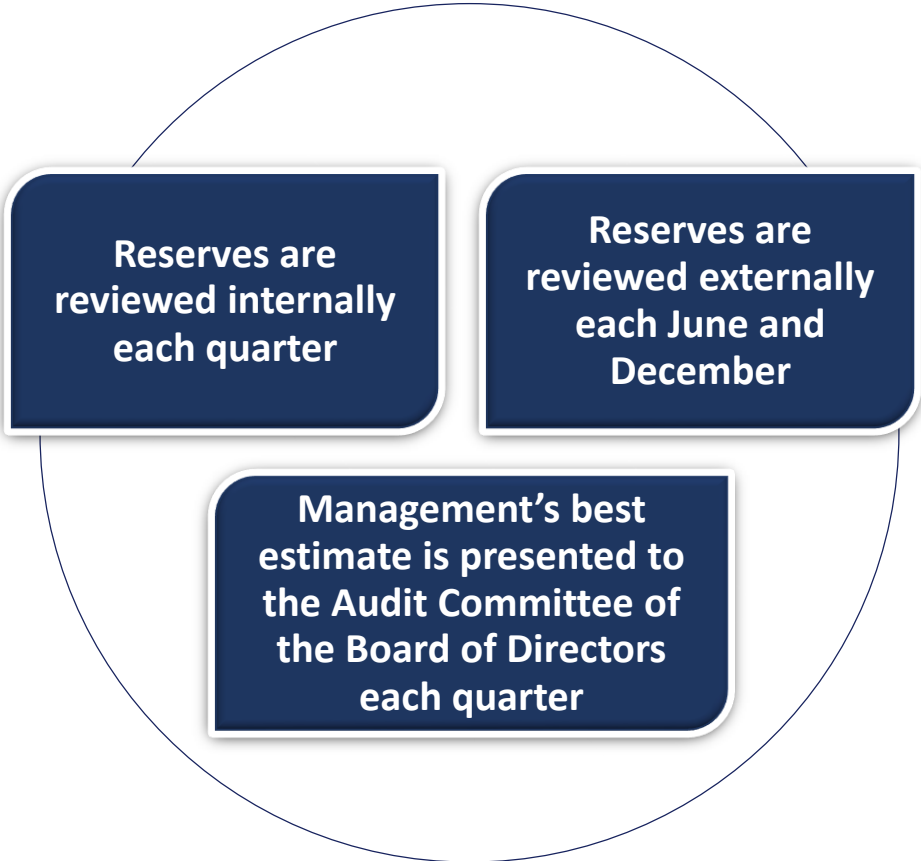 Reserves are
reviewed internally
each quarter
Reserves are
reviewed externally
each June and
December
Management’s best
estimate is presented to
the Audit Committee of
the Board of Directors
each quarter